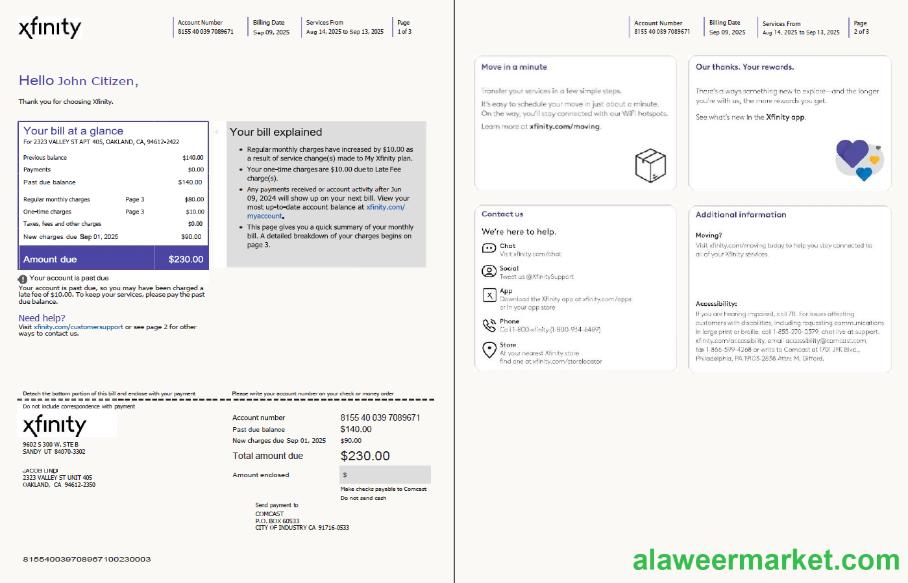 xfinity
Account Number
8155 40 039 7089671
Billing Date
Sep 09, 2025
Services From
Aug 14, 2025 to Sep 13, 2025
Page
1 of 3
Hello John Citizen,
Thank you for choosing Xfinity.
Your bill at a glance
For 2323 VALLEY ST APT 405, OAKLAND, CA, 94612-2422
Previous balance $140.00
Payments $0.00
Past due balance $140.00
Regular monthly charges Page 3 $80.00
One-time charges Page 3 $10.00
Taxes, fees and other charges $0.00
New charges due Sep 01, 2025 $90.00
Amount due $230.00
Your account is past due
Your account is past due, so you may have been charged a
late fee of $10.00. To keep your services, please pay the past
due balance.
Need help?
Visit xfinity.com/customersupport or see page 2 for other
ways to contact us.
Your bill explained
• Regular monthly charges have increased by $10.00 as
a result of service change(s) made to My Xfinity plan.
• Your one-time charges are $10.00 due to Late Fee
charge(s).
• Any payments received or account activity after Jun
09, 2024 will show up on your next bill. View your
most up-to-date account balance at xfinity.com/
myaccount.
• This page gives you a quick summary of your monthly
bill. A detailed breakdown of your charges begins on
page 3.
Detach the bottom portion of this bill and enclose with your payment
Please write your account number on your check or money order
Do not include correspondence with payment
xfinity
9602 S 300 W, STE B
SANDY UT 84070-3302
JACOB LIND
2323 VALLEY ST UNIT 405
OAKLAND, CA 94612-2350
Account number 8155 40 039 7089671
Past due balance $140.00
New charges due Sep 01, 2025 $90.00
Total amount due $230.00
Amount enclosed $
Make checks payable to Comcast
Do not send cash
Send payment to
COMCAST
P.O. BOX 60533
CITY OF INDUSTRY CA 91716-0533
815540039708967100230003
Account Number
8155 40 039 7089671
Billing Date
Sep 09, 2025
Services From
Aug 14, 2025 to Sep 13, 2025
Page
2 of 3
Move in a minute
Transfer your services in a few simple steps.
It's easy to schedule your move in just about a minute.
On the way, you'll stay connected with our WiFi hotspots.
Learn more at xfinity.com/moving.
Our thanks. Your rewards.
There's always something new to explore—and the longer
you're with us, the more rewards you get.
See what's new in the Xfinity app.
Contact us
We're here to help.
Chat
Visit xfinity.com/chat
Social
Tweet us @XfinitySupport
App
Download the Xfinity app at xfinity.com/apps
or in your app store
Phone
Call 1-800-xfinity (1-800-934-6489)
Store
At your nearest Xfinity store
find one at xfinity.com/storelocator
Additional information
Moving?
Visit xfinity.com/moving today to help you stay connected to
all of your Xfinity services.
Accessibility:
If you are hearing impaired, call 711. For issues affecting
customers with disabilities, including requesting communications
in large print or braille, call 1-855-270-0379, chat live at support.
xfinity.com/accessibility, email accessibility@comcast.com,
fax 1-866-599-4268 or write to Comcast at 1701 JFK Blvd.,
Philadelphia, PA 19103-2838 Attn: M. Gifford.
alaweermarket.com